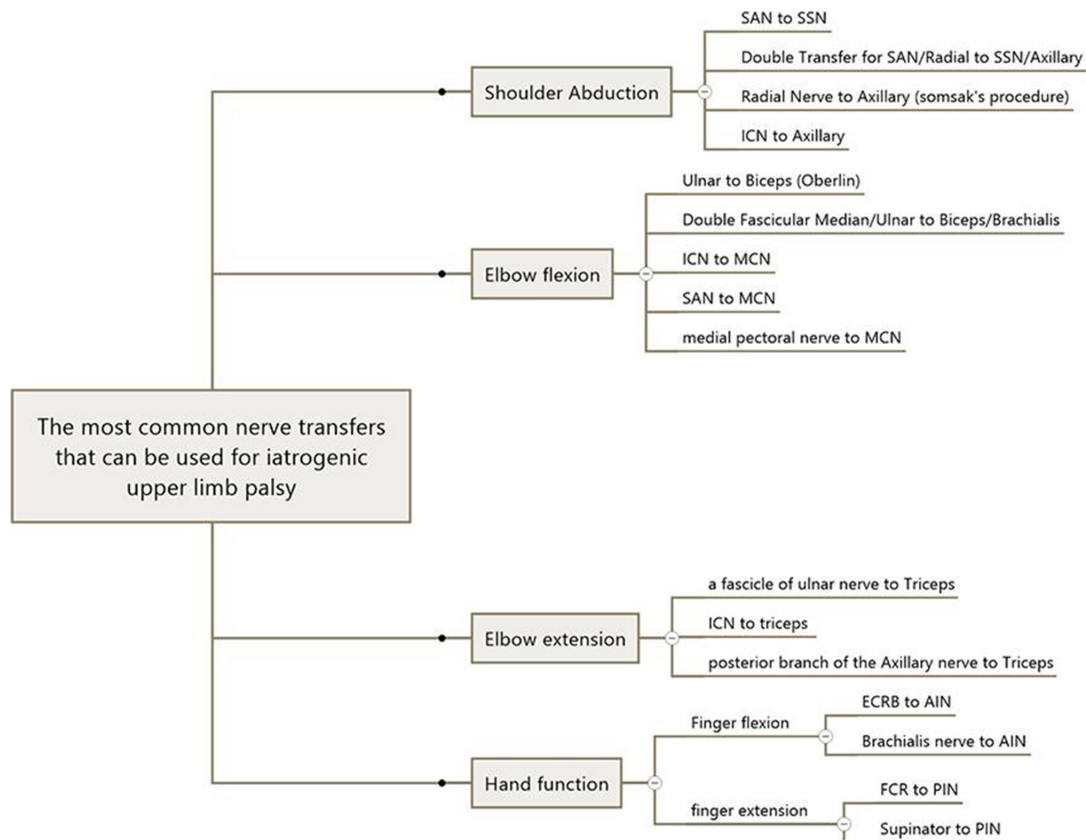 The most common nerve transfers
that can be used for iatrogenic
upper limb palsy
Shoulder Abduction
SAN to SSN
Double Transfer for SAN/Radial to SSN/Axillary
Radial Nerve to Axillary (somsak's procedure)
ICN to Axillary
Elbow flexion
Ulnar to Biceps (Oberlin)
Double Fascicular Median/Ulnar to Biceps/Brachialis
ICN to MCN
SAN to MCN
medial pectoral nerve to MCN
Elbow extension
a fascicle of ulnar nerve to Triceps
ICN to triceps
posterior branch of the Axillary nerve to Triceps
Hand function
Finger flexion
ECRB to AIN
Brachialis nerve to AIN
finger extension
FCR to PIN
Supinator to PIN